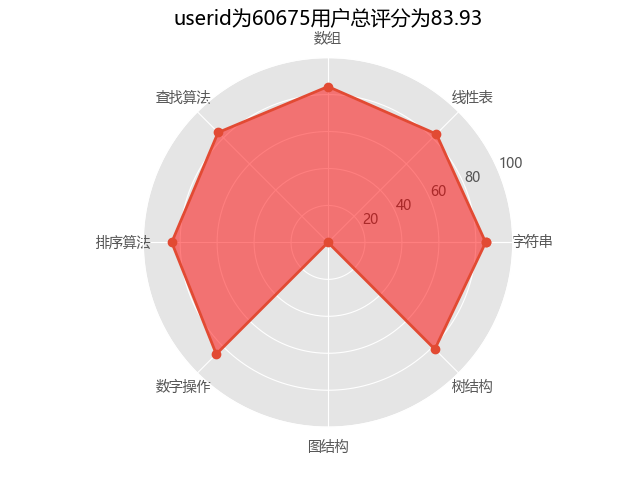 userid为60675用户总评分为83.93
数组
查找算法
线性表
100
80
60
40
20
排序算法
字符串
数字操作
树结构
图结构